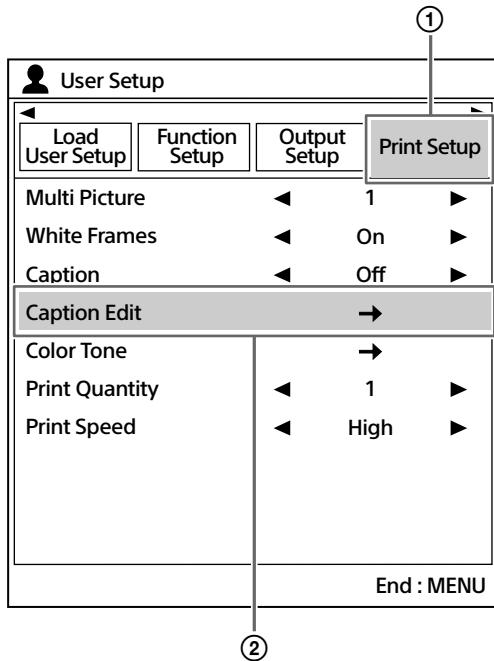 ①
User Setup
Load User Setup
Function Setup
Output Setup
Print Setup
Multi Picture ◀ 1 ▶
White Frames ◀ On ▶
Caption ◀ Off ▶
Caption Edit →
Color Tone →
Print Quantity ◀ 1 ▶
Print Speed ◀ High ▶
End : MENU
②